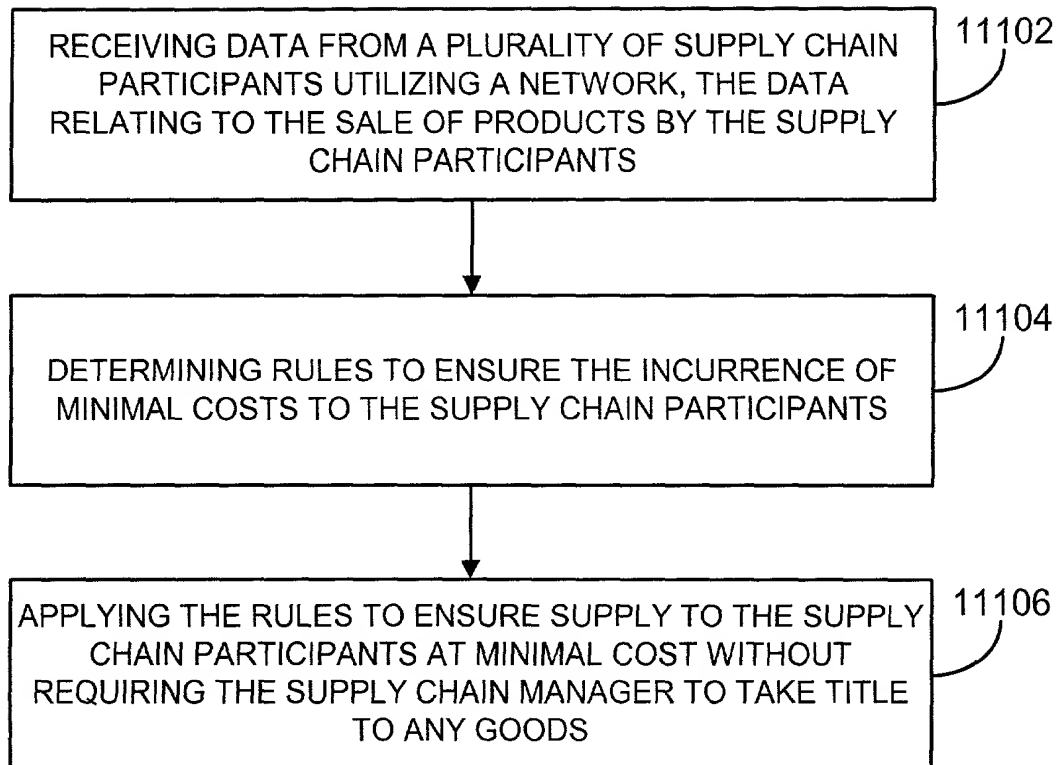 RECEIVING DATA FROM A PLURALITY OF SUPPLY CHAIN
PARTICIPANTS UTILIZING A NETWORK, THE DATA
RELATING TO THE SALE OF PRODUCTS BY THE SUPPLY
CHAIN PARTICIPANTS
11102
DETERMINING RULES TO ENSURE THE INCURRENCE OF
MINIMAL COSTS TO THE SUPPLY CHAIN PARTICIPANTS
11104
APPLYING THE RULES TO ENSURE SUPPLY TO THE SUPPLY
CHAIN PARTICIPANTS AT MINIMAL COST WITHOUT
REQUIRING THE SUPPLY CHAIN MANAGER TO TAKE TITLE
TO ANY GOODS
11106